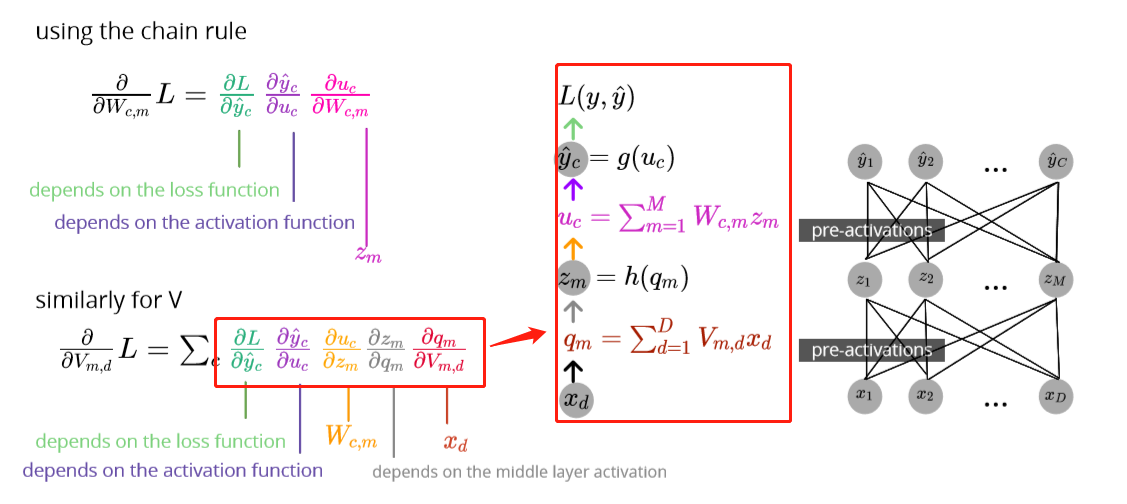 using the chain rule
∂/∂W_{c,m} L = ∂L/∂ŷ_c ∂ŷ_c/∂u_c ∂u_c/∂W_{c,m}
depends on the loss function
depends on the activation function
z_m
similarly for V
∂/∂V_{m,d} L = ∑_c ∂L/∂ŷ_c ∂ŷ_c/∂u_c ∂u_c/∂z_m ∂z_m/∂q_m ∂q_m/∂V_{m,d}
depends on the loss function
W_{c,m}
x_d
depends on the activation function
depends on the middle layer activation
L(y, ŷ)
ŷ_c = g(u_c)
u_c = ∑_{m=1}^{M} W_{c,m} z_m
z_m = h(q_m)
q_m = ∑_{d=1}^{D} V_{m,d} x_d
x_d
ŷ_1 ŷ_2 ... ŷ_C
pre-activations
z_1 z_2 ... z_M
pre-activations
x_1 x_2 ... x_D